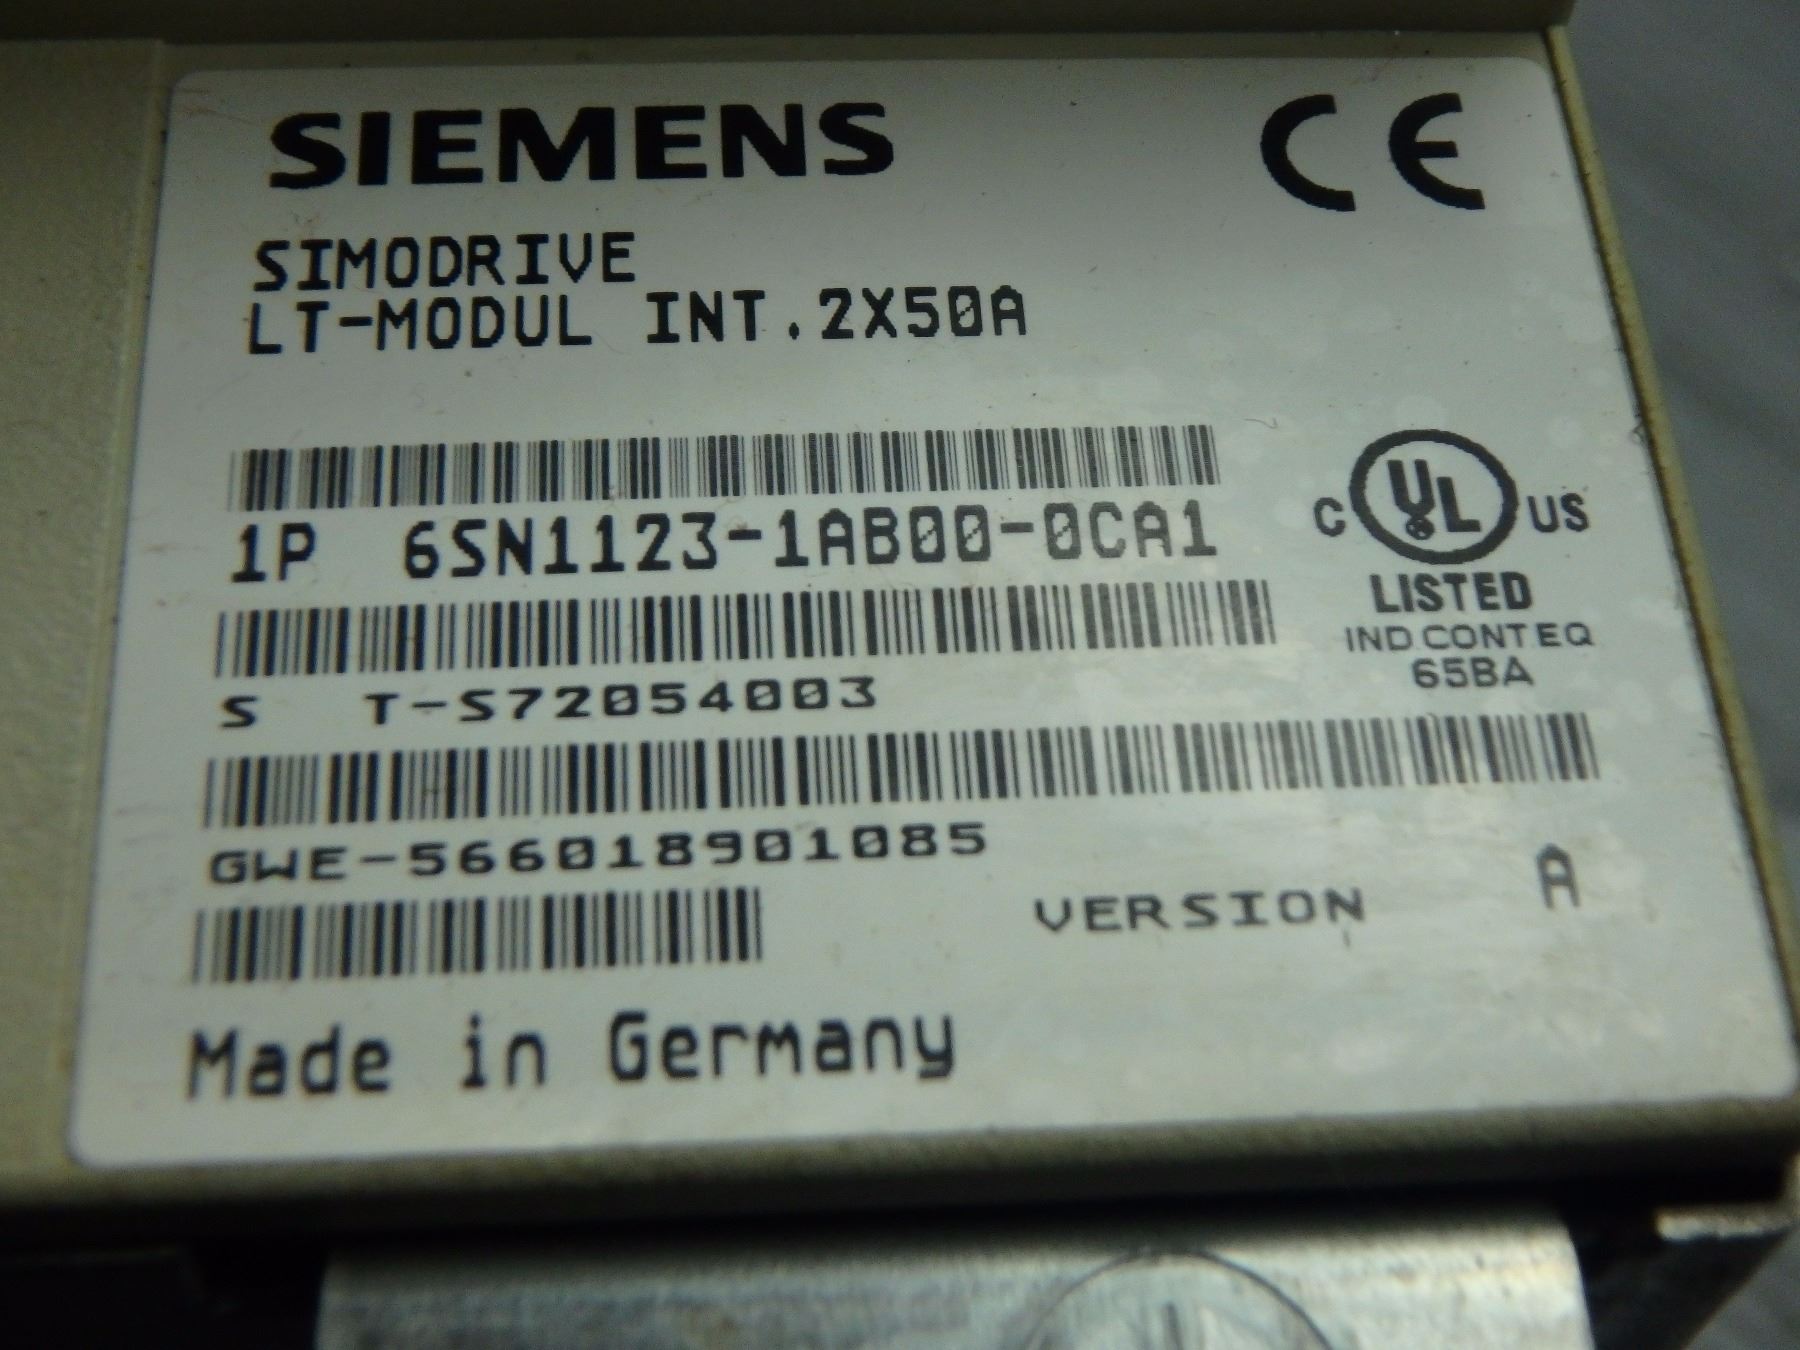 SIEMENS
CE
SIMODRIVE
LT-MODUL INT.2X50A
1P 6SN1123-1AB00-0CA1
C UL US
LISTED
IND.CONT.EQ
65BA
S T-S72054003
GWE-566018901085
VERSION A
Made in Germany